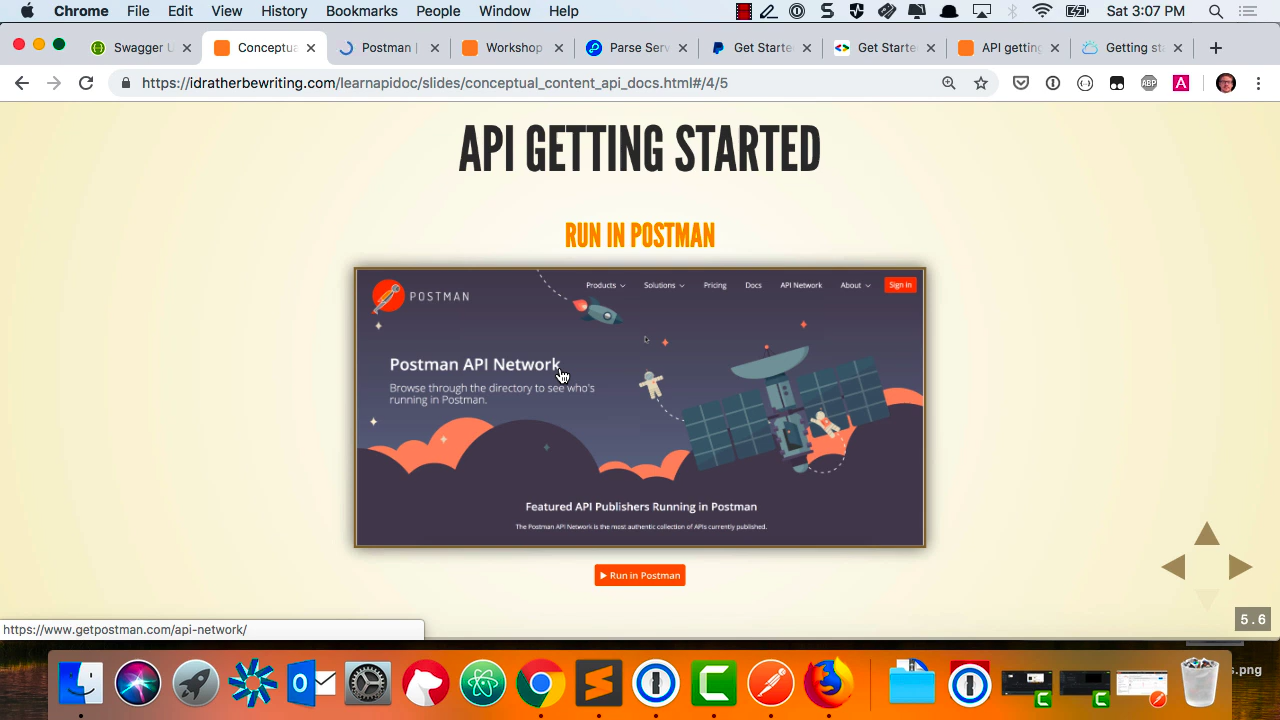 Chrome File Edit View History Bookmarks People Window Help Sat 3:07 PM
Swagger U
Conceptua
Postman |
Workshop
Parse Serv
Get Starte
Get Starte
API getting
Getting sta
https://idratherbewriting.com/learnapidoc/slides/conceptual_content_api_docs.html#/4/5
ABP
A
API GETTING STARTED
RUN IN POSTMAN
POSTMAN
Products Solutions Pricing Docs API Network About Sign in
Postman API Network
Browse through the directory to see who's
running in Postman.
Featured API Publishers Running in Postman
The Postman API Network is the most authentic collection of APIs currently published.
Run in Postman
5.6
https://www.getpostman.com/api-network/
s.png